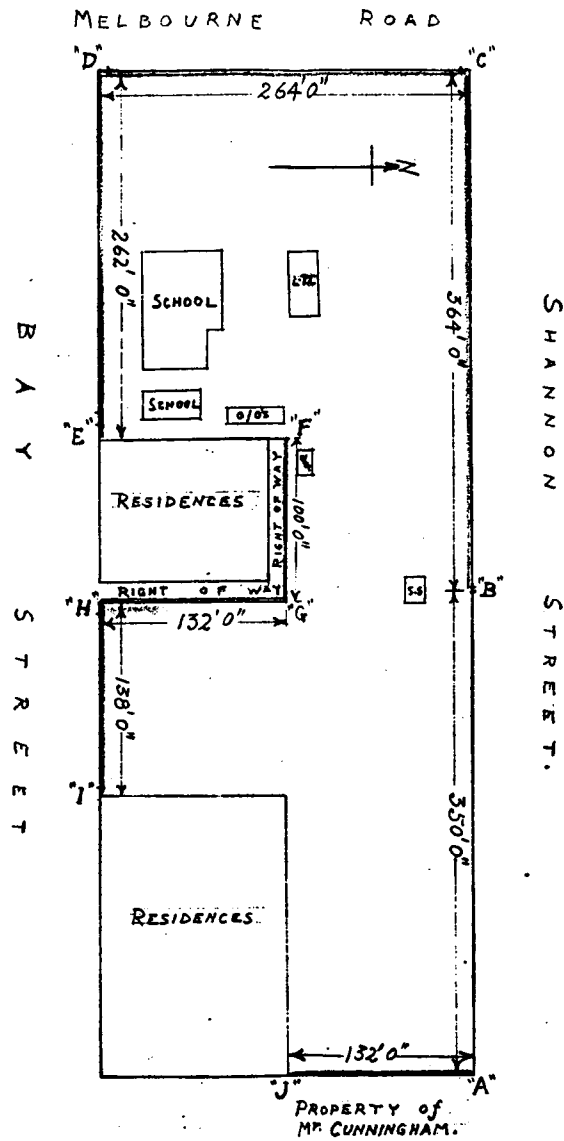 MELBOURNE ROAD
"D"
"C"
264'0"
N
262'0"
364'0"
SCHOOL
SCHOOL
O/O'S
BAY STREET
SHANNON STREET.
"E"
"F"
RESIDENCES
RIGHT OF WAY
100'0"
RIGHT OF WAY
S.S
"B"
"H"
"G"
132'0"
138'0"
"I"
350'0"
RESIDENCES
132'0"
"J"
"A"
PROPERTY of
MR. CUNNINGHAM.